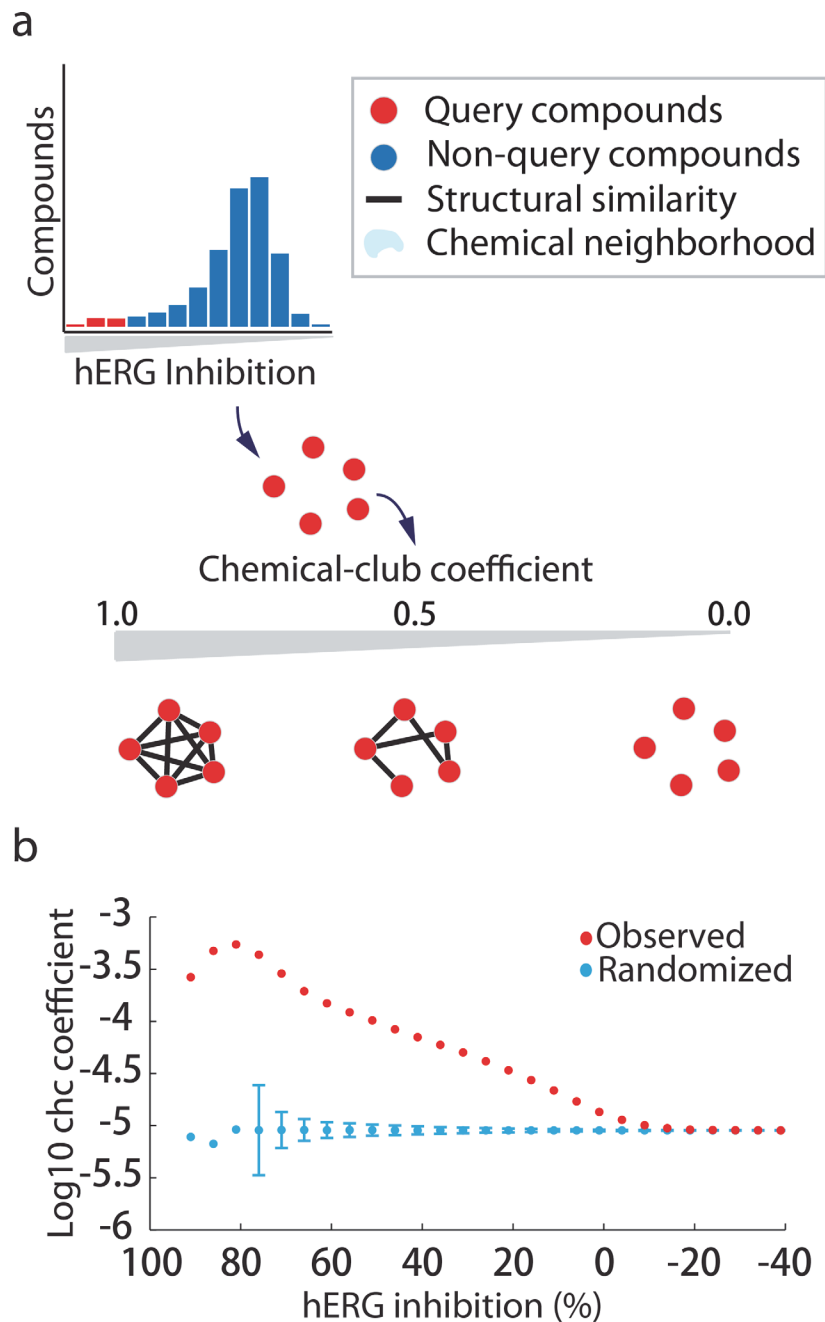 a
Compounds
Query compounds
Non-query compounds
Structural similarity
Chemical neighborhood
hERG Inhibition
Chemical-club coefficient
1.0 0.5 0.0
b
Log10 chc coefficient
-3
-3.5
-4
-4.5
-5
-5.5
-6
Observed
Randomized
100 80 60 40 20 0 -20 -40
hERG inhibition (%)